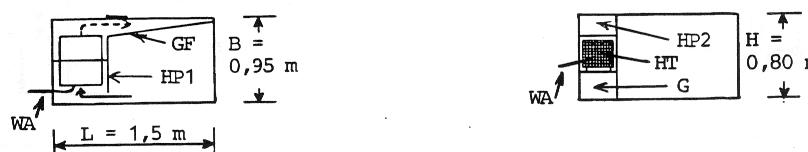 GF
B =
0,95 m
HP1
WA
L = 1,5 m
HP2
HT
G
WA
H =
0,80 m